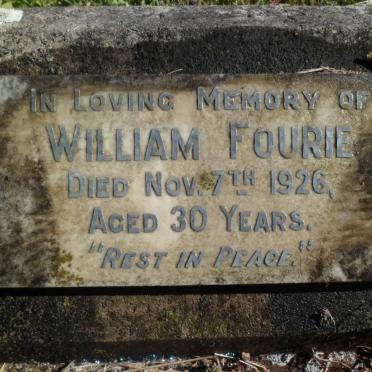 In Loving Memory of
William Fourie
Died Nov. 7th 1926,
Aged 30 Years.
"Rest in Peace."